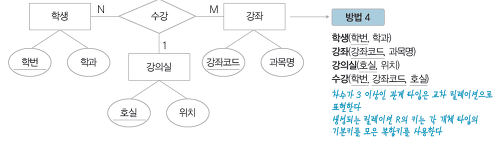 학생 N 수강 M 강좌 방법 4
1
학번 학과 강의실 강좌코드 과목명
호실 위치
학생(학번, 학과)
강좌(강좌코드, 과목명)
강의실(호실, 위치)
수강(학번, 강좌코드, 호실)
차수가 3 이상인 관계 타입은 교차 릴레이션으로
표현한다
생성되는 릴레이션 R의 키는 각 개체 타입의
기본키를 모은 복합키를 사용한다